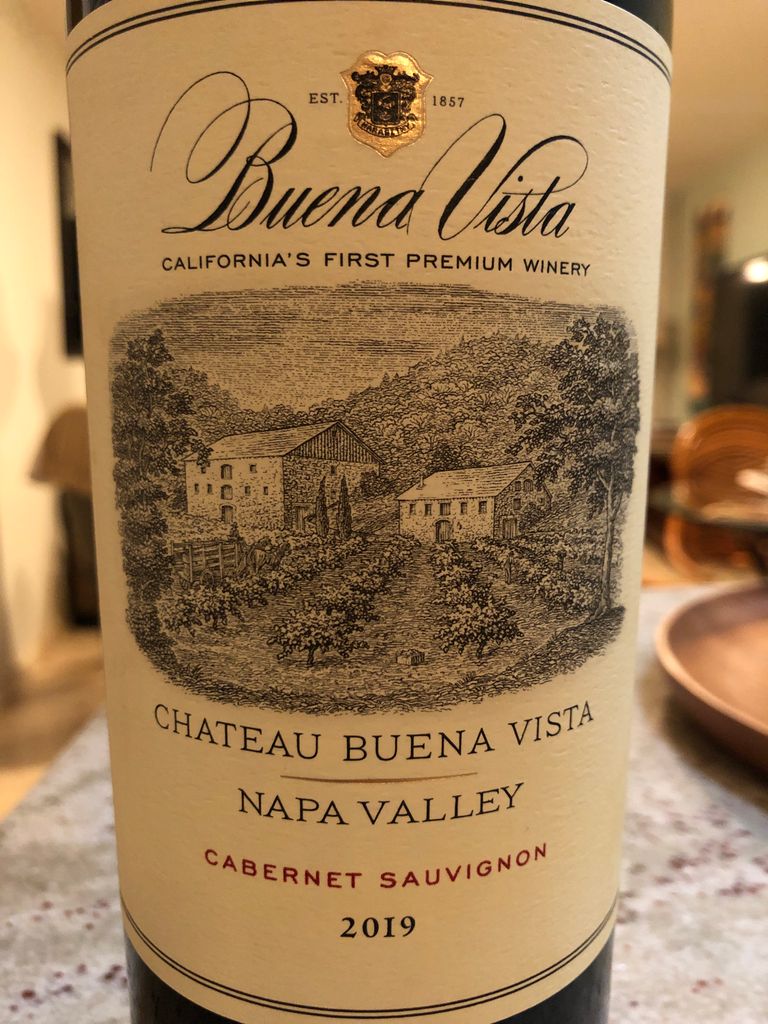 EST. 1857
Buena Vista
CALIFORNIA'S FIRST PREMIUM WINERY
CHATEAU BUENA VISTA
NAPA VALLEY
CABERNET SAUVIGNON
2019